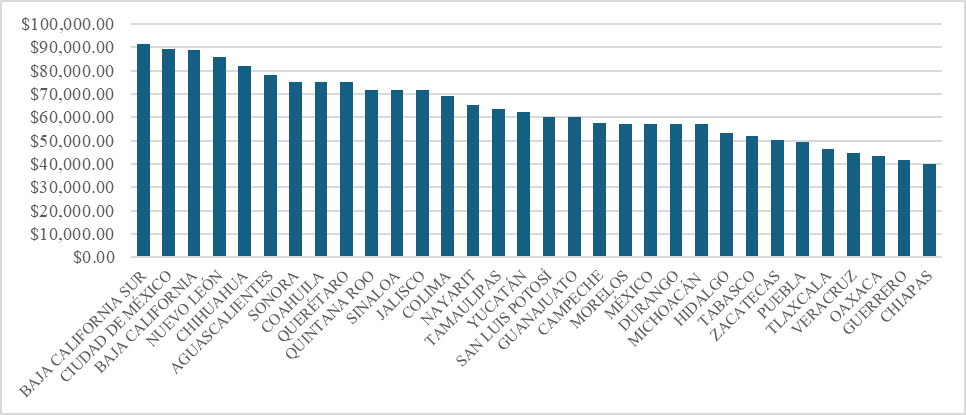 $100,000.00
$90,000.00
$80,000.00
$70,000.00
$60,000.00
$50,000.00
$40,000.00
$30,000.00
$20,000.00
$10,000.00
$0.00
BAJA CALIFORNIA SUR
CIUDAD DE MÉXICO
BAJA CALIFORNIA
NUEVO LEÓN
CHIHUAHUA
AGUASCALIENTES
SONORA
COAHUILA
QUERÉTARO
QUINTANA ROO
SINALOA
JALISCO
COLIMA
NAYARIT
TAMAULIPAS
YUCATÁN
SAN LUIS POTOSÍ
GUANAJUATO
CAMPECHE
MORELOS
MÉXICO
DURANGO
MICHOACÁN
HIDALGO
TABASCO
ZACATECAS
PUEBLA
TLAXCALA
VERACRUZ
OAXACA
GUERRERO
CHIAPAS